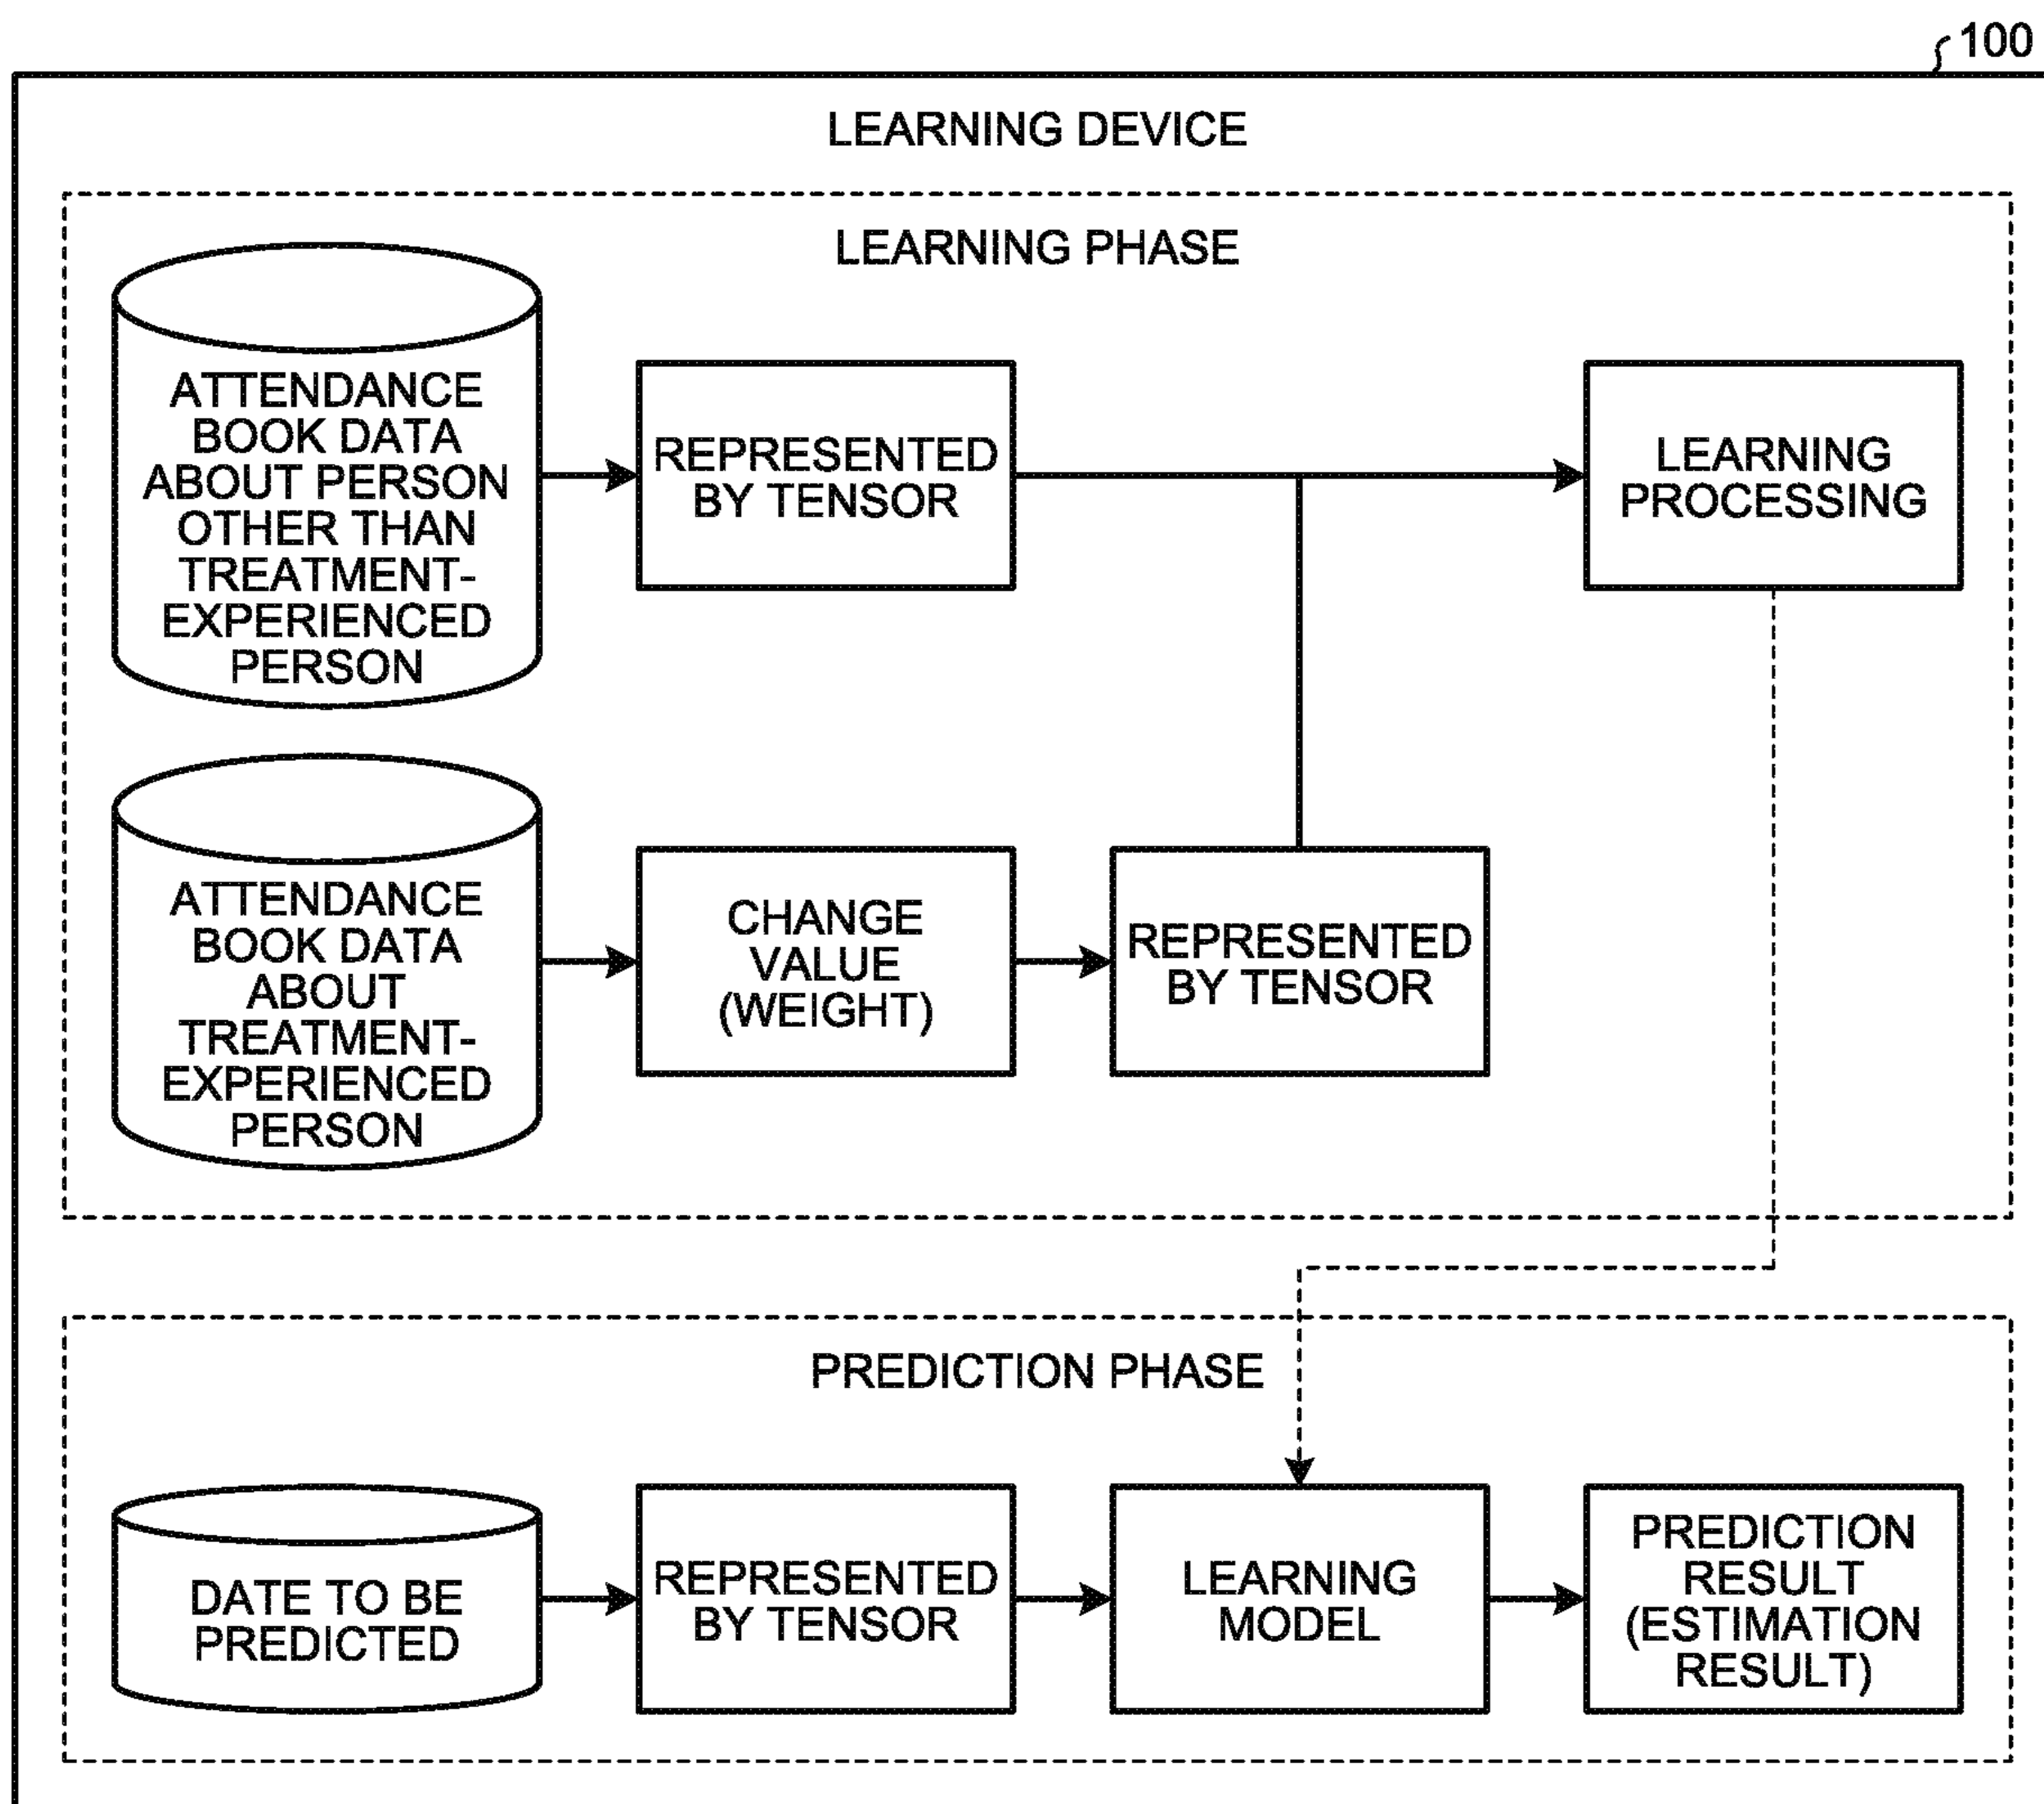 100
LEARNING DEVICE
LEARNING PHASE
ATTENDANCE
BOOK DATA
ABOUT PERSON
OTHER THAN
TREATMENT-
EXPERIENCED
PERSON
REPRESENTED
BY TENSOR
LEARNING
PROCESSING
ATTENDANCE
BOOK DATA
ABOUT
TREATMENT-
EXPERIENCED
PERSON
CHANGE
VALUE
(WEIGHT)
REPRESENTED
BY TENSOR
PREDICTION PHASE
DATE TO BE
PREDICTED
REPRESENTED
BY TENSOR
LEARNING
MODEL
PREDICTION
RESULT
(ESTIMATION
RESULT)